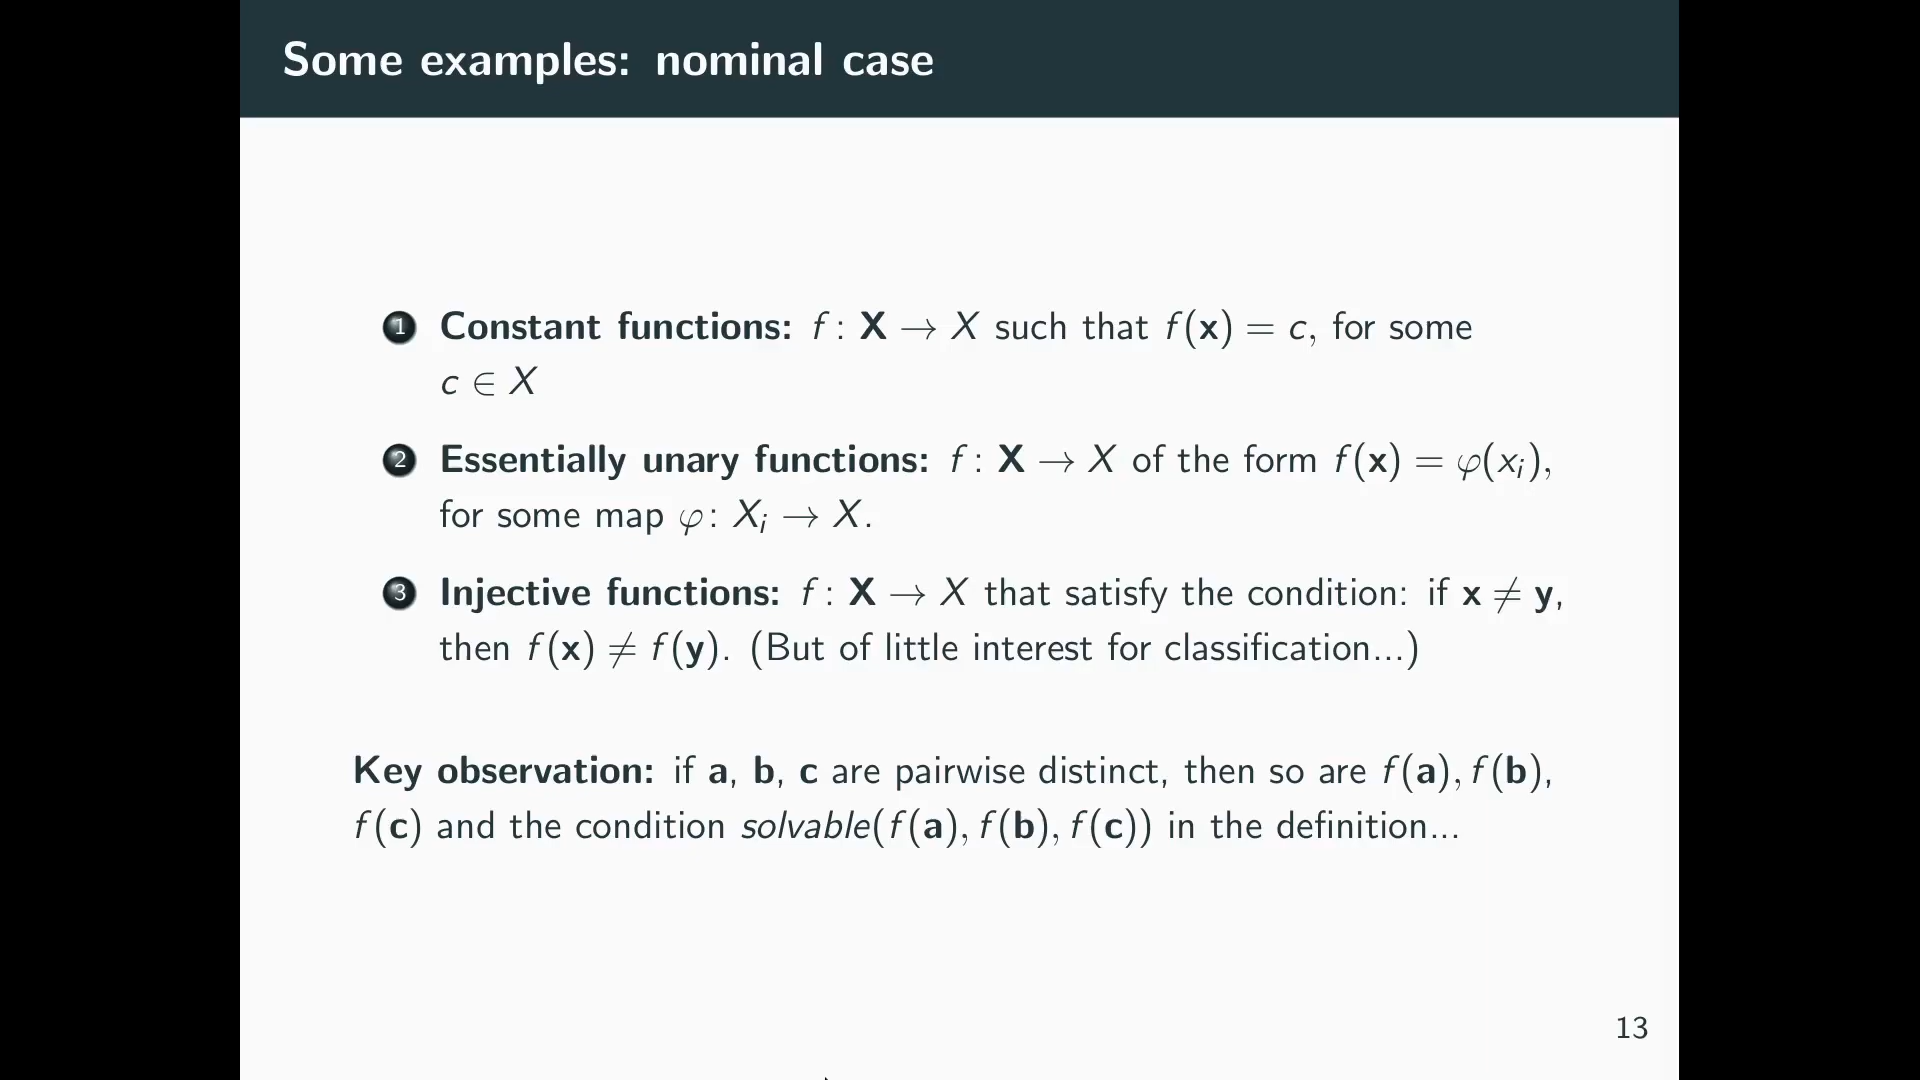 Some examples: nominal case
1 Constant functions: f : X → X such that f(x) = c, for some
c ∈ X
2 Essentially unary functions: f : X → X of the form f(x) = φ(xᵢ),
for some map φ : Xᵢ → X.
3 Injective functions: f : X → X that satisfy the condition: if x ≠ y,
then f(x) ≠ f(y). (But of little interest for classification...)
Key observation: if a, b, c are pairwise distinct, then so are f(a), f(b),
f(c) and the condition solvable(f(a), f(b), f(c)) in the definition...
13